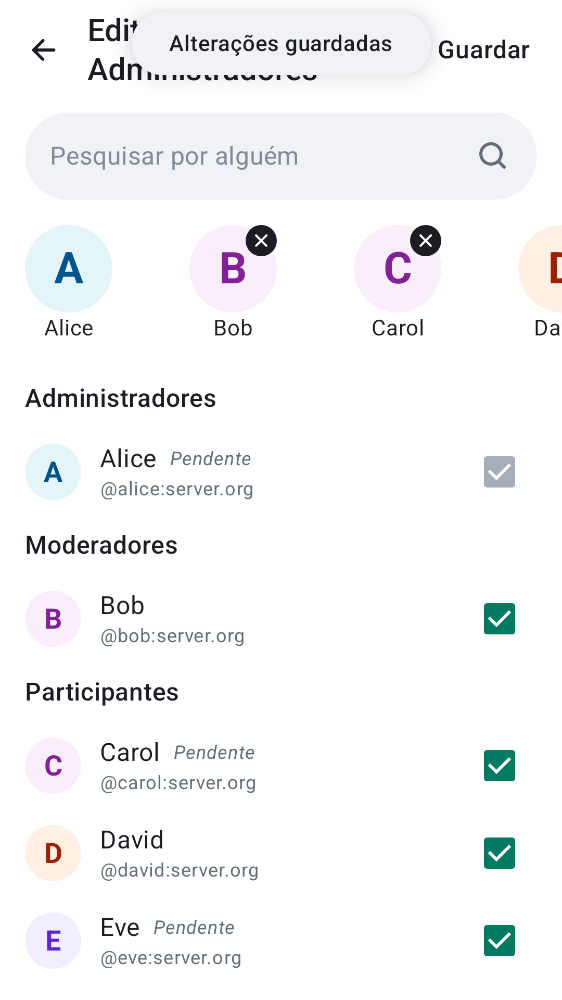 Edit
Alterações guardadas
Guardar
Administradores
Pesquisar por alguém
A
B
C
Alice
Bob
Carol
Da
Administradores
A
Alice Pendente
@alice:server.org
Moderadores
B
Bob
@bob:server.org
Participantes
C
Carol Pendente
@carol:server.org
D
David
@david:server.org
E
Eve Pendente
@eve:server.org